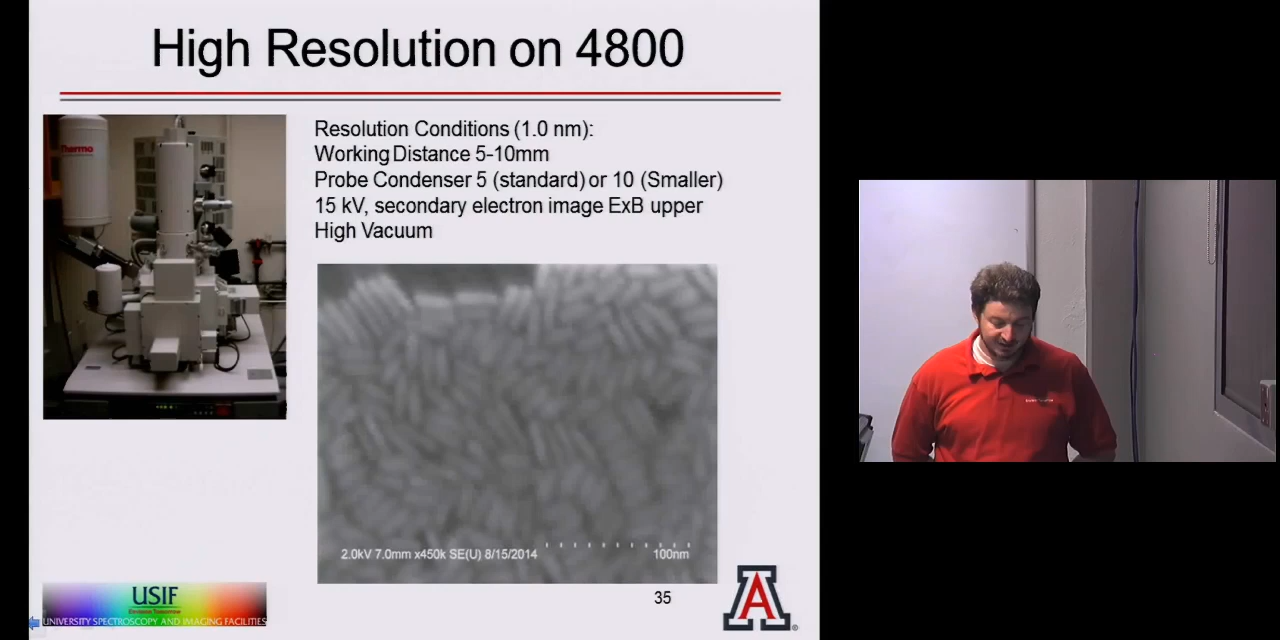 High Resolution on 4800
Thermo
Resolution Conditions (1.0 nm):
Working Distance 5-10mm
Probe Condenser 5 (standard) or 10 (Smaller)
15 kV, secondary electron image ExB upper
High Vacuum
2.0kV 7.0mm x450k SE(U) 8/15/2014
100nm
USIF
UNIVERSITY SPECTROSCOPY AND IMAGING FACILITIES
35
A